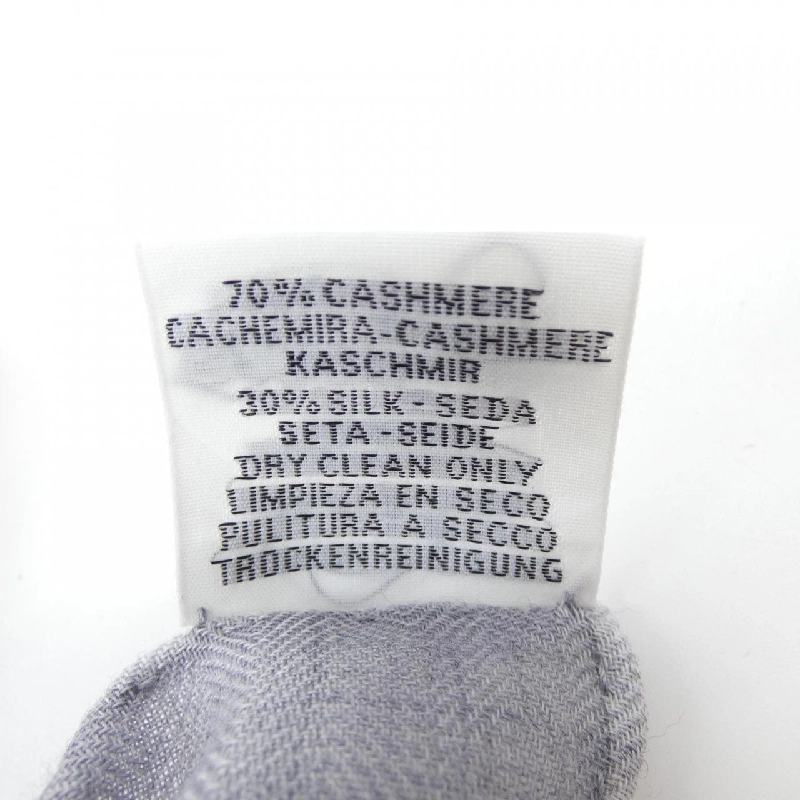 70% CASHMERE
CACHEMIRA-CASHMERE
KASCHMIR
30% SILK-SEDA
SETA-SEIDE
DRY CLEAN ONLY
LIMPIEZA EN SECO
PULITURA A SECCO
TROCKENREINIGUNG